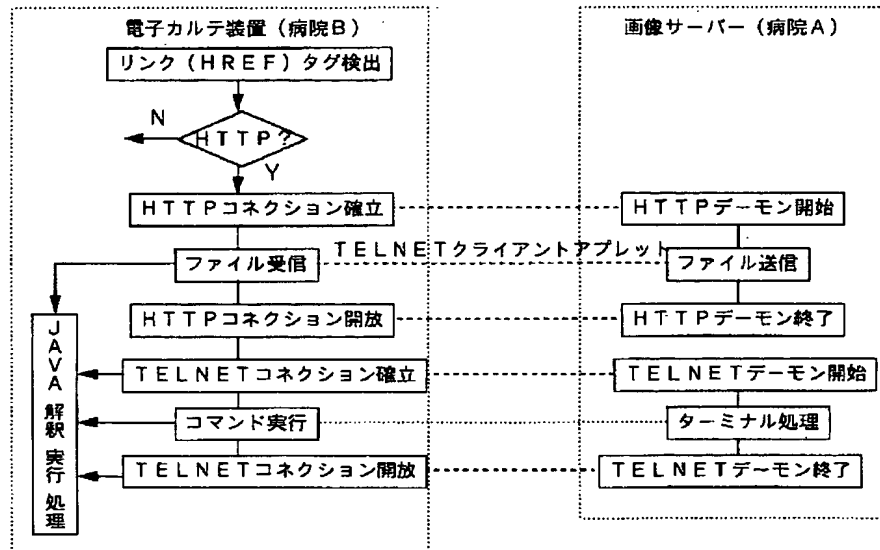 電子カルテ装置（病院B）
リンク（HREF）タグ検出
N
HTTP？
Y
HTTPコネクション確立
ファイル受信
HTTPコネクション開放
TELNETコネクション確立
コマンド実行
TELNETコネクション開放
JAVA 解釈 実行 処理
TELNETクライアントアプレット
画像サーバー（病院A）
HTTPデーモン開始
ファイル送信
HTTPデーモン終了
TELNETデーモン開始
ターミナル処理
TELNETデーモン終了